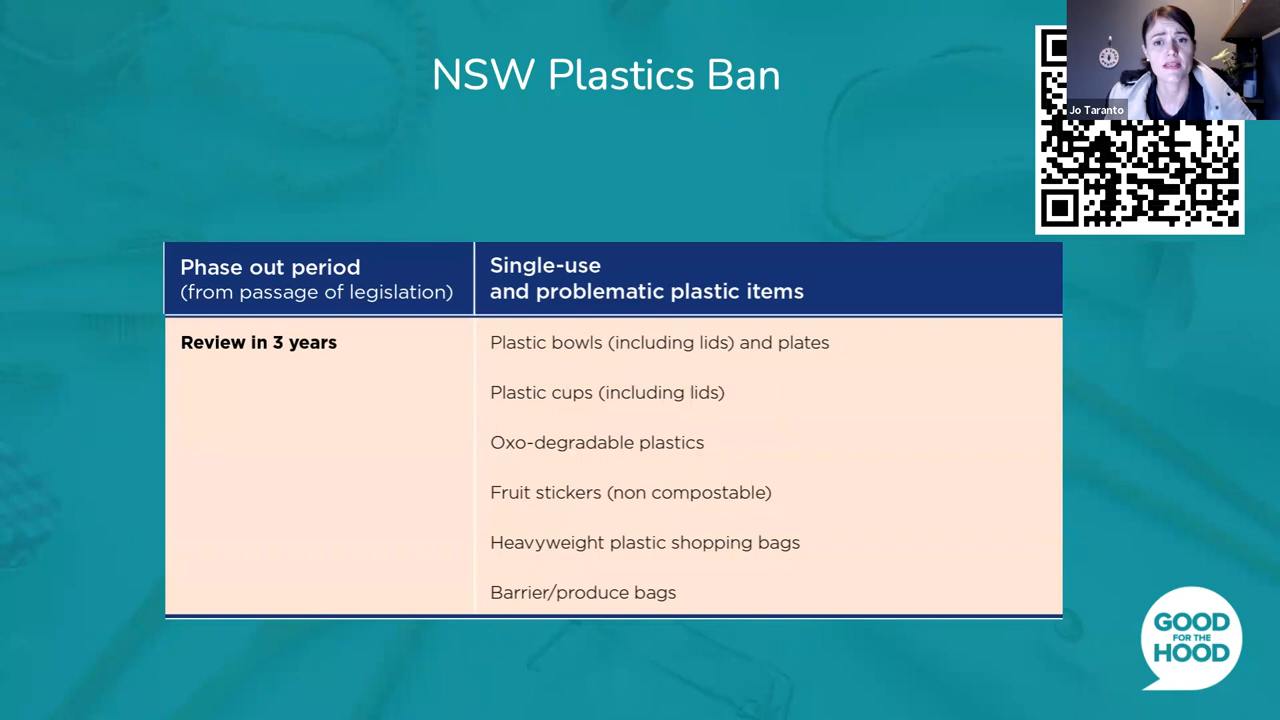 NSW Plastics Ban
Jo Taranto
Phase out period
(from passage of legislation)
Single-use
and problematic plastic items
Review in 3 years
Plastic bowls (including lids) and plates
Plastic cups (including lids)
Oxo-degradable plastics
Fruit stickers (non compostable)
Heavyweight plastic shopping bags
Barrier/produce bags
GOOD
FOR THE
HOOD